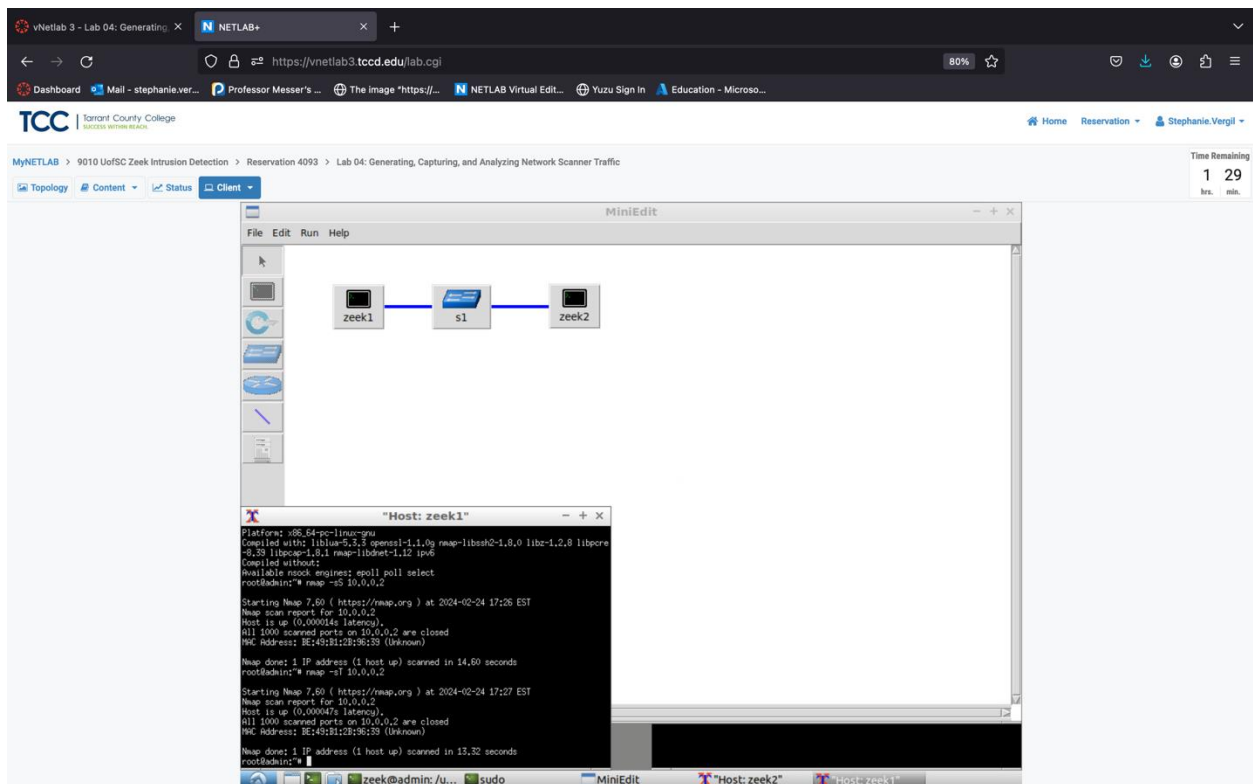 vNetlab 3 - Lab 04: Generating,
NETLAB+
https://vnetlab3.tccd.edu/lab.cgi
80%
Dashboard
Mail - stephanie.ver...
Professor Messer's ...
The image "https://...
NETLAB Virtual Edit...
Yuzu Sign In
Education - Microso...
TCC
Tarrant County College
SUCCESS WITHIN REACH.
Home
Reservation
Stephanie.Vergil
MyNETLAB > 9010 UofSC Zeek Intrusion Detection > Reservation 4093 > Lab 04: Generating, Capturing, and Analyzing Network Scanner Traffic
Time Remaining
1 29
hrs. min.
Topology
Content
Status
Client
MiniEdit
File Edit Run Help
zeek1
s1
zeek2
"Host: zeek1"
Platform: x86_64-pc-linux-gnu
Compiled with: liblua-5.3.3 openssl-1.1.0g nmap-libssh2-1.8.0 libz-1.2.8 libpcre
-8.39 libpcap-1.8.1 nmap-libdnet-1.12 ipv6
Compiled without:
Available nsock engines: epoll poll select
root@admin:~# nmap -sS 10.0.0.2
Starting Nmap 7.60 ( https://nmap.org ) at 2024-02-24 17:26 EST
Nmap scan report for 10.0.0.2
Host is up (0.000014s latency).
All 1000 scanned ports on 10.0.0.2 are closed
MAC Address: BE:49:B1:2B:96:39 (Unknown)
Nmap done: 1 IP address (1 host up) scanned in 14.60 seconds
root@admin:~# nmap -sT 10.0.0.2
Starting Nmap 7.60 ( https://nmap.org ) at 2024-02-24 17:27 EST
Nmap scan report for 10.0.0.2
Host is up (0.000047s latency).
All 1000 scanned ports on 10.0.0.2 are closed
MAC Address: BE:49:B1:2B:96:39 (Unknown)
Nmap done: 1 IP address (1 host up) scanned in 13.32 seconds
root@admin:~#
zeek@admin: /u...
sudo
MiniEdit
"Host: zeek2"
"Host: zeek1"